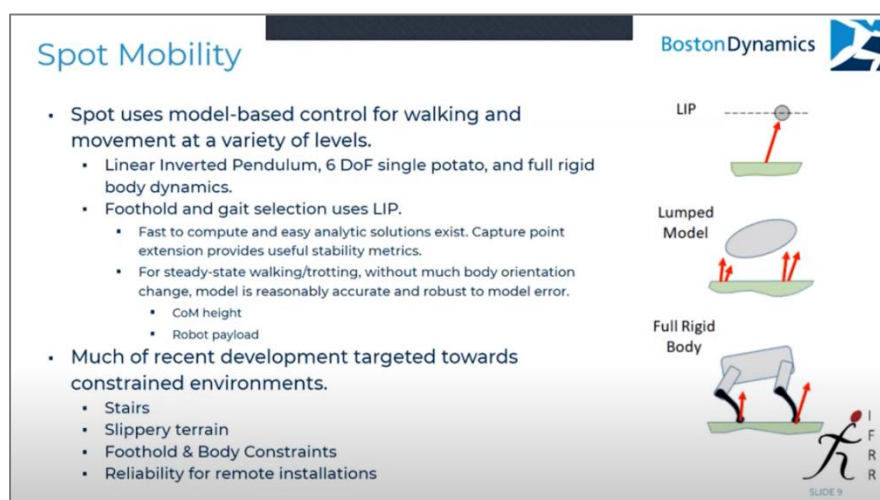 Spot Mobility
BostonDynamics
▪ Spot uses model-based control for walking and
movement at a variety of levels.
▪ Linear Inverted Pendulum, 6 DoF single potato, and full rigid
body dynamics.
▪ Foothold and gait selection uses LIP.
▪ Fast to compute and easy analytic solutions exist. Capture point
extension provides useful stability metrics.
▪ For steady-state walking/trotting, without much body orientation
change, model is reasonably accurate and robust to model error.
▪ CoM height
▪ Robot payload
▪ Much of recent development targeted towards
constrained environments.
▪ Stairs
▪ Slippery terrain
▪ Foothold & Body Constraints
▪ Reliability for remote installations
LIP
Lumped
Model
Full Rigid
Body
I
F
R
R
SLIDE 9